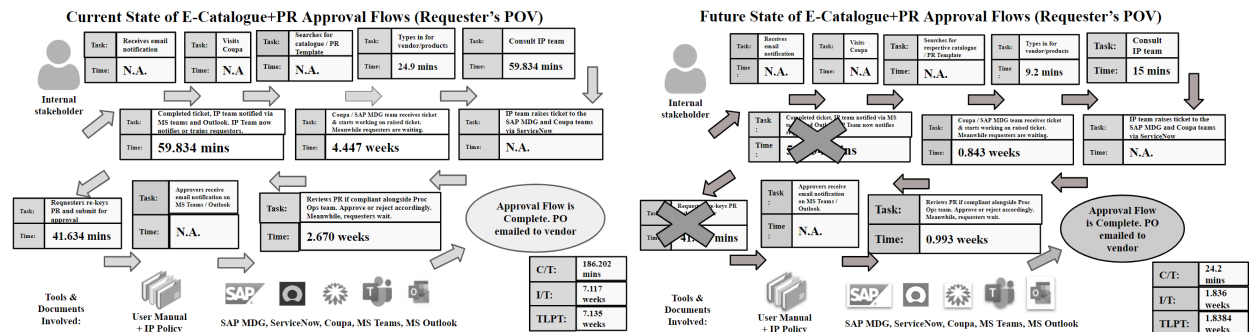 Current State of E-Catalogue+PR Approval Flows (Requester's POV)
Task: Receives email notification
Time: N.A.
Task: Visits Coupa
Time: N.A
Task: Searches for catalogue / PR Template
Time: N.A.
Task: Types in for vendor/products
Time: 24.9 mins
Task: Consult IP team
Time: 59.834 mins
Internal stakeholder
Task: Completed ticket, IP team notified via MS teams and Outlook. IP Team now notifies or trains requestors.
Time: 59.834 mins
Task: Coupa / SAP MDG team receives ticket & starts working on raised ticket. Meanwhile requesters are waiting.
Time: 4.447 weeks
Task: IP team raises ticket to the SAP MDG and Coupa teams via ServiceNow
Time: N.A.
Task: Requesters re-keys PR and submit for approval
Time: 41.634 mins
Task: Approvers receive email notification on MS Teams / Outlook
Time: N.A.
Task: Reviews PR if compliant alongside Proc Ops team. Approve or reject accordingly. Meanwhile, requesters wait.
Time: 2.670 weeks
Approval Flow is Complete. PO emailed to vendor
C/T: 186.202 mins
I/T: 7.117 weeks
TLPT: 7.135 weeks
Tools & Documents Involved:
User Manual + IP Policy
SAP
SAP MDG, ServiceNow, Coupa, MS Teams, MS Outlook
Future State of E-Catalogue+PR Approval Flows (Requester's POV)
Task: Receives email notification
Time : N.A.
Task: Visits Coupa
Time: N.A
Task: Searches for respective catalogue / PR Template
Time: N.A.
Task: Types in for vendor/products
Time : 9.2 mins
Task: Consult IP team
Time: 15 mins
Internal stakeholder
Task : Completed ticket, IP team notified via MS
Time :
Task: Coupa / SAP MDG team receives ticket & starts working on raised ticket. Meanwhile requesters are waiting.
Time: 0.843 weeks
Task: IP team raises ticket to the SAP MDG and Coupa teams via ServiceNow
Time: N.A.
Task:
Time:
Task : Approvers receive email notification on MS Teams / Outlook
Time : N.A.
Task: Reviews PR if compliant alongside Proc Ops team. Approve or reject accordingly. Meanwhile, requesters wait.
Time: 0.993 weeks
Approval Flow is Complete. PO emailed to vendor
C/T: 24.2 mins
I/T: 1.836 weeks
TLPT: 1.8384 weeks
Tools & Documents Involved:
User Manual + IP Policy
SAP
SAP MDG, ServiceNow, Coupa, MS Teams, MS Outlook